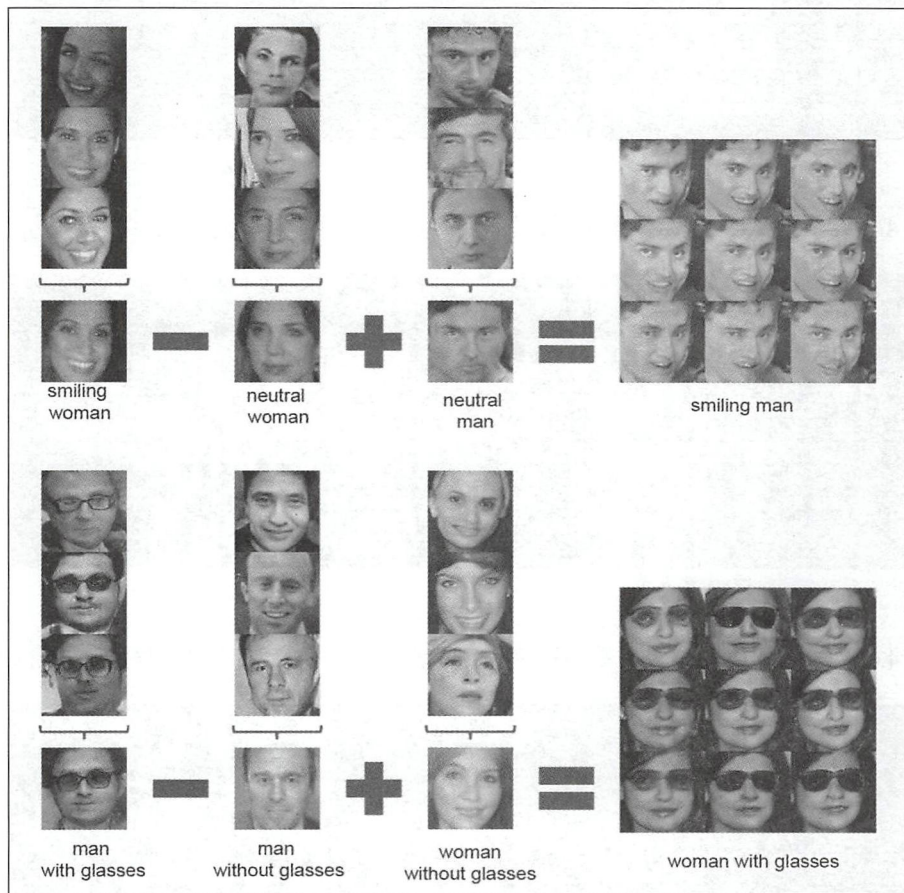 smiling
woman
neutral
woman
neutral
man
smiling man
man
with glasses
man
without glasses
woman
without glasses
woman with glasses